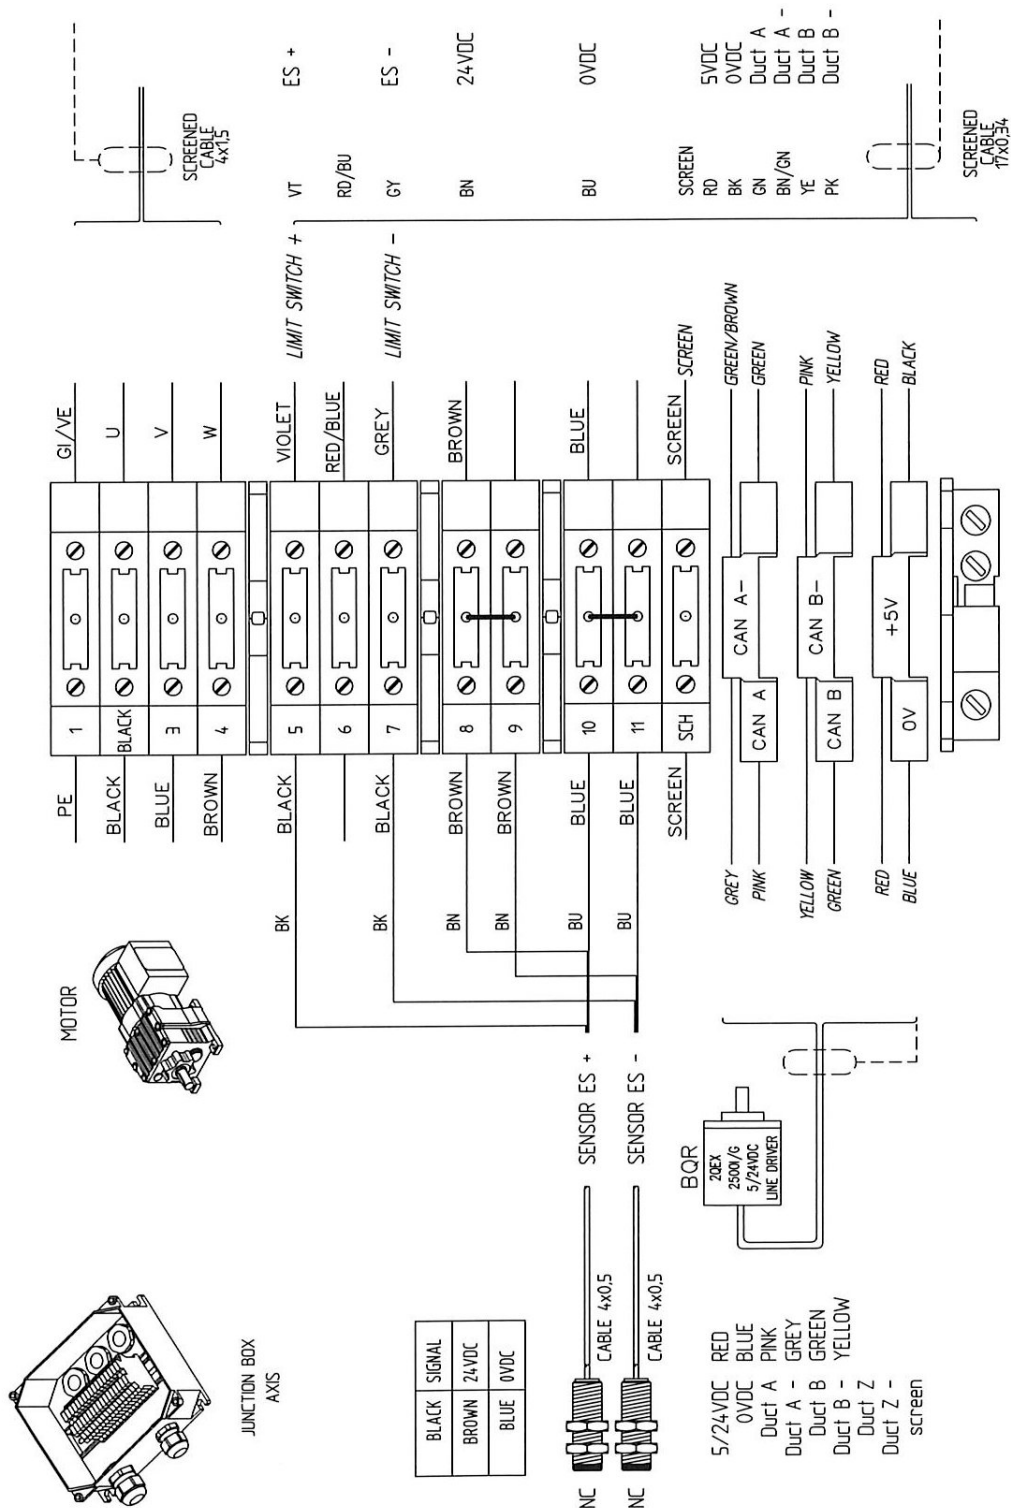 JUNCTION BOX
AXIS
MOTOR
PE
BLACK
BLUE
BROWN
BLACK
BLACK
BROWN
BROWN
BLUE
BLUE
SCREEN
BK
BK
BN
BN
BU
BU
1
BLACK
3
4
5
6
7
8
9
10
11
SCH
GI/VE
U
V
W
VIOLET
RED/BLUE
GREY
BROWN
BLUE
SCREEN
LIMIT SWITCH +
LIMIT SWITCH -
SCREEN
SCREENED
CABLE
4x1,5
VT ES +
RD/BU
GY ES -
BN 24VDC
BU 0VDC
SCREEN
RD 5VDC
BK 0VDC
GN Duct A
BN/GN Duct A -
YE Duct B
PK Duct B -
SCREENED
CABLE
17x0,34
BLACK SIGNAL
BROWN 24VDC
BLUE 0VDC
NC
CABLE 4x0,5
SENSOR ES +
NC
CABLE 4x0,5
SENSOR ES -
GREY
PINK
YELLOW
GREEN
RED
BLUE
CAN A-
CAN A
CAN B-
CAN B
+5V
0V
GREEN/BROWN
GREEN
PINK
YELLOW
RED
BLACK
BQR
2QEX
2500I/G
5/24VDC
LINE DRIVER
5/24VDC RED
0VDC BLUE
Duct A PINK
Duct A - GREY
Duct B GREEN
Duct B - YELLOW
Duct Z
Duct Z -
screen